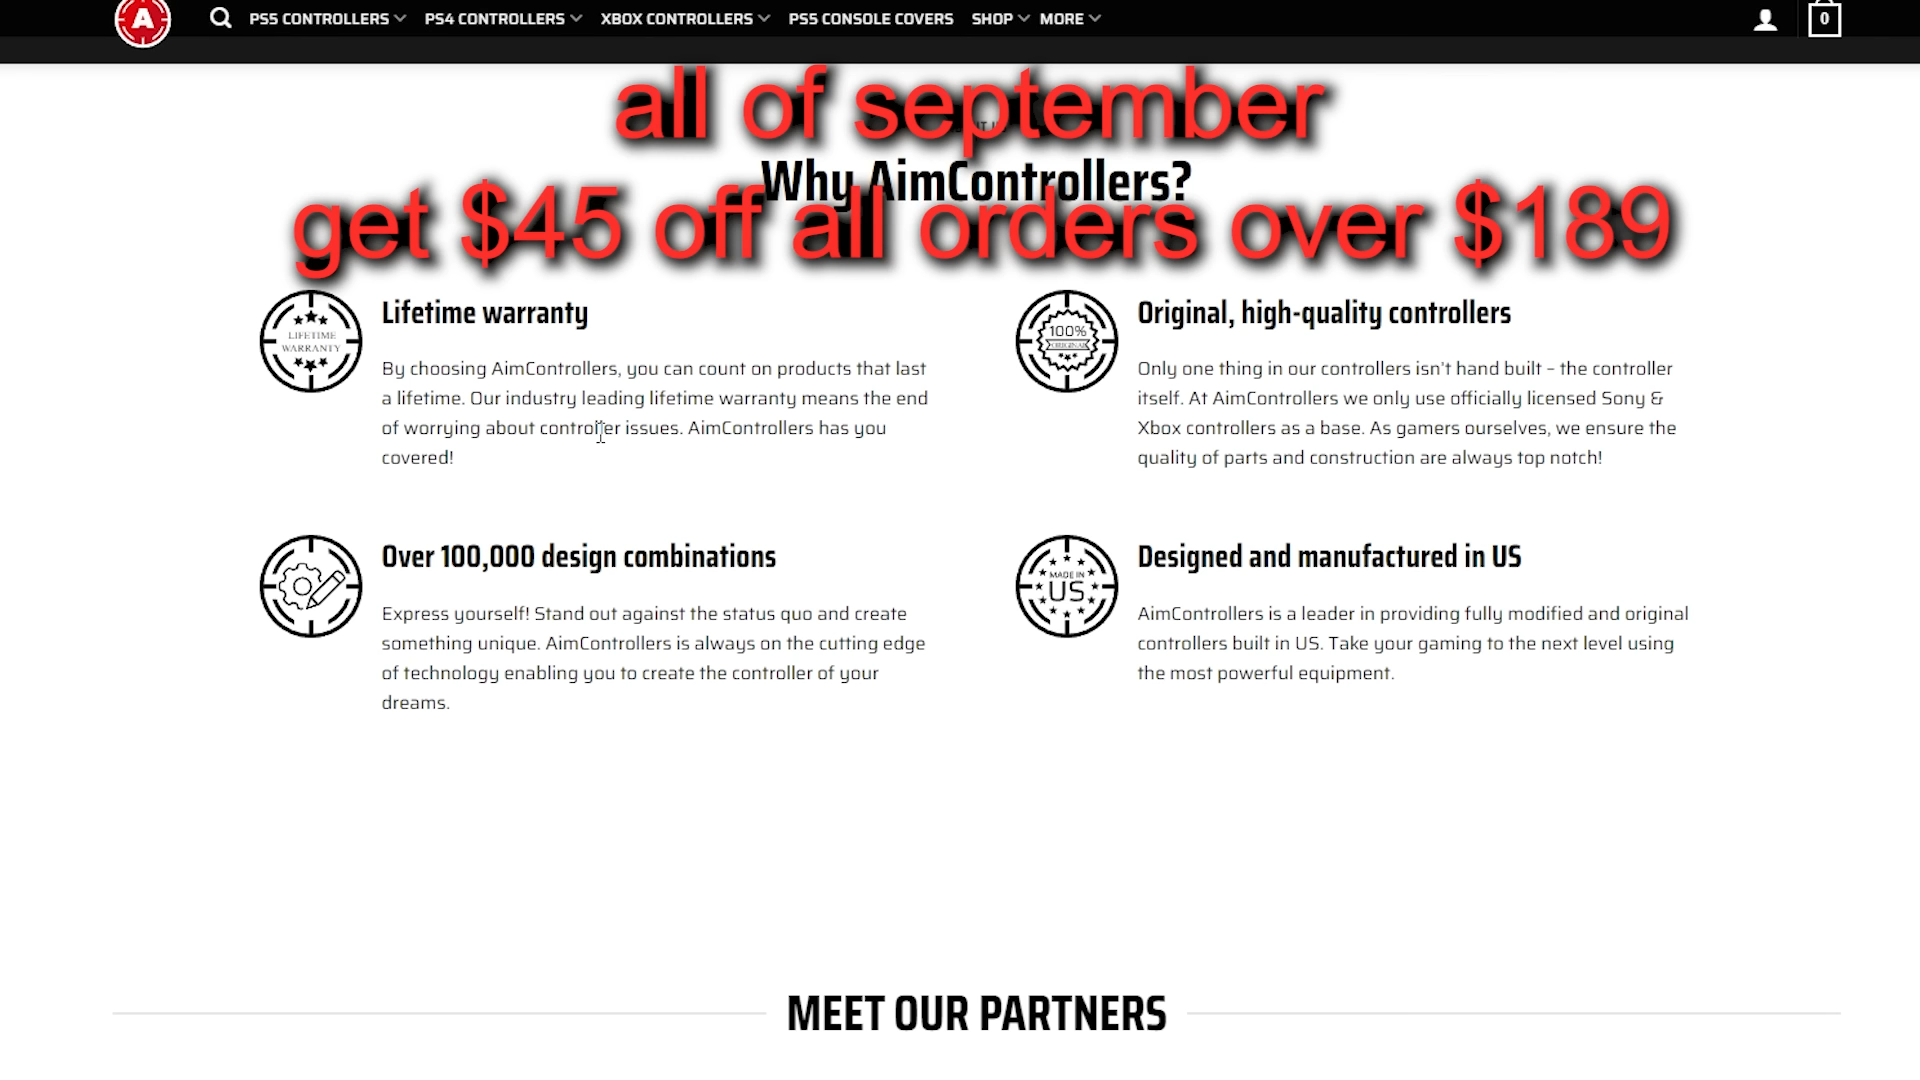 A
PS5 CONTROLLERS
PS4 CONTROLLERS
XBOX CONTROLLERS
PS5 CONSOLE COVERS
SHOP
MORE
0
all of september
Why AimControllers?
get $45 off all orders over $189
LIFETIME
WARRANTY
Lifetime warranty
By choosing AimControllers, you can count on products that last
a lifetime. Our industry leading lifetime warranty means the end
of worrying about controller issues. AimControllers has you
covered!
100%
ORIGINAL
Original, high-quality controllers
Only one thing in our controllers isn't hand built – the controller
itself. At AimControllers we only use officially licensed Sony &
Xbox controllers as a base. As gamers ourselves, we ensure the
quality of parts and construction are always top notch!
Over 100,000 design combinations
Express yourself! Stand out against the status quo and create
something unique. AimControllers is always on the cutting edge
of technology enabling you to create the controller of your
dreams.
MADE IN
US
Designed and manufactured in US
AimControllers is a leader in providing fully modified and original
controllers built in US. Take your gaming to the next level using
the most powerful equipment.
MEET OUR PARTNERS